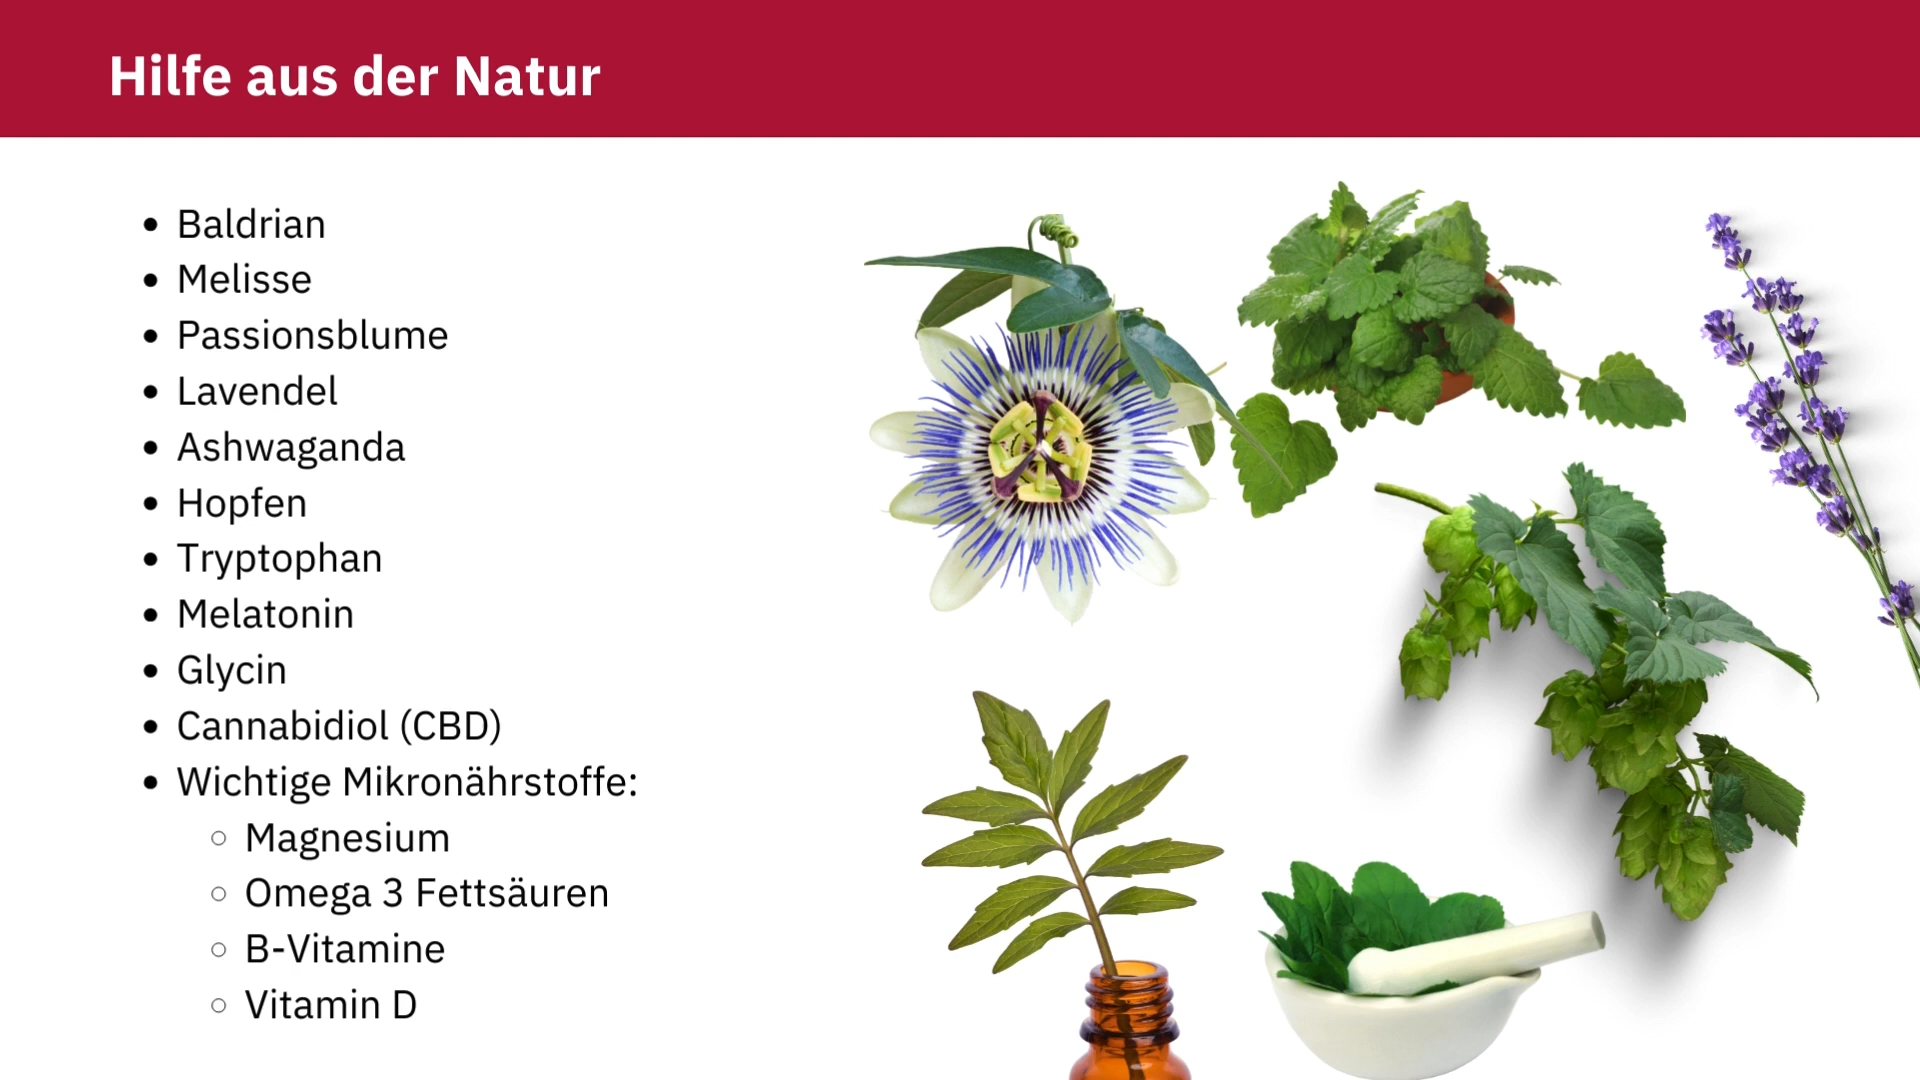 Hilfe aus der Natur
• Baldrian
• Melisse
• Passionsblume
• Lavendel
• Ashwaganda
• Hopfen
• Tryptophan
• Melatonin
• Glycin
• Cannabidiol (CBD)
• Wichtige Mikronährstoffe:
○ Magnesium
○ Omega 3 Fettsäuren
○ B-Vitamine
○ Vitamin D